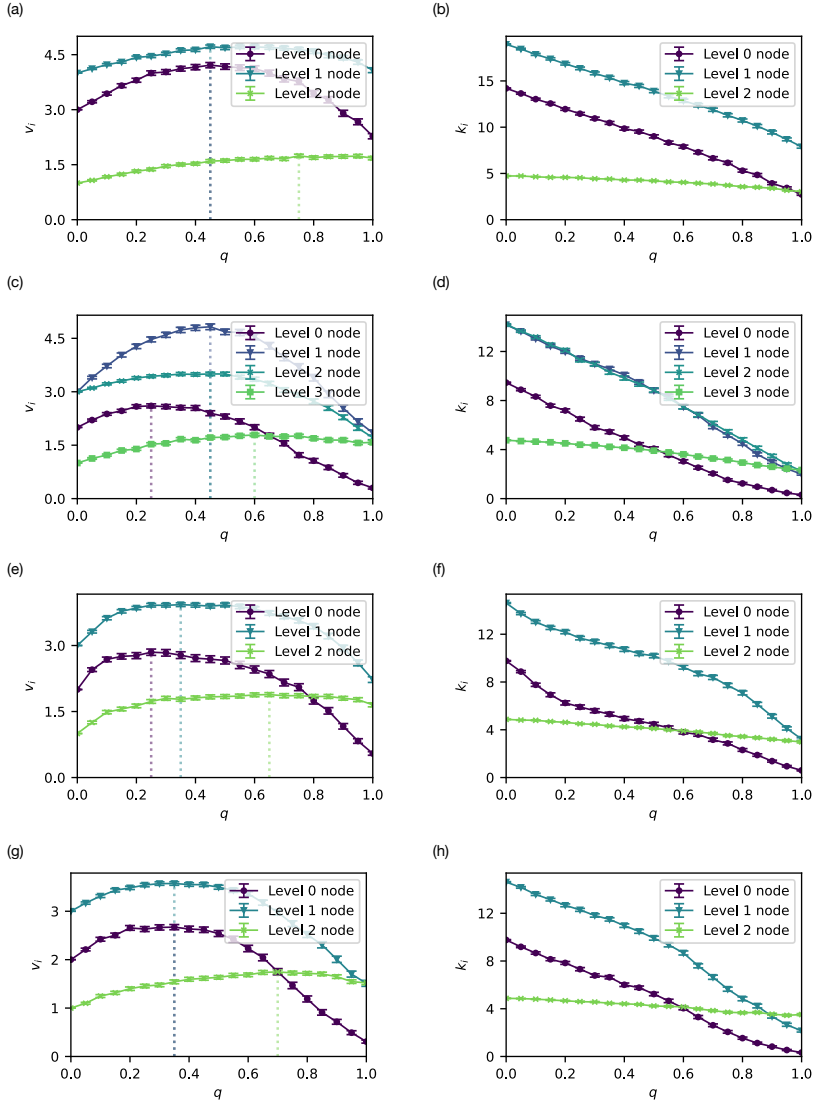 (a)
4.5
3.0
1.5
0.0
v_i
0.0 0.2 0.4 0.6 0.8 1.0
q
Level 0 node
Level 1 node
Level 2 node
(b)
15
10
5
0
k_i
0.0 0.2 0.4 0.6 0.8 1.0
q
Level 0 node
Level 1 node
Level 2 node
(c)
4.5
3.0
1.5
0.0
v_i
0.0 0.2 0.4 0.6 0.8 1.0
q
Level 0 node
Level 1 node
Level 2 node
Level 3 node
(d)
12
8
4
0
k_i
0.0 0.2 0.4 0.6 0.8 1.0
q
Level 0 node
Level 1 node
Level 2 node
Level 3 node
(e)
3.0
1.5
0.0
v_i
0.0 0.2 0.4 0.6 0.8 1.0
q
Level 0 node
Level 1 node
Level 2 node
(f)
12
8
4
0
k_i
0.0 0.2 0.4 0.6 0.8 1.0
q
Level 0 node
Level 1 node
Level 2 node
(g)
3
2
1
0
v_i
0.0 0.2 0.4 0.6 0.8 1.0
q
Level 0 node
Level 1 node
Level 2 node
(h)
12
8
4
0
k_i
0.0 0.2 0.4 0.6 0.8 1.0
q
Level 0 node
Level 1 node
Level 2 node